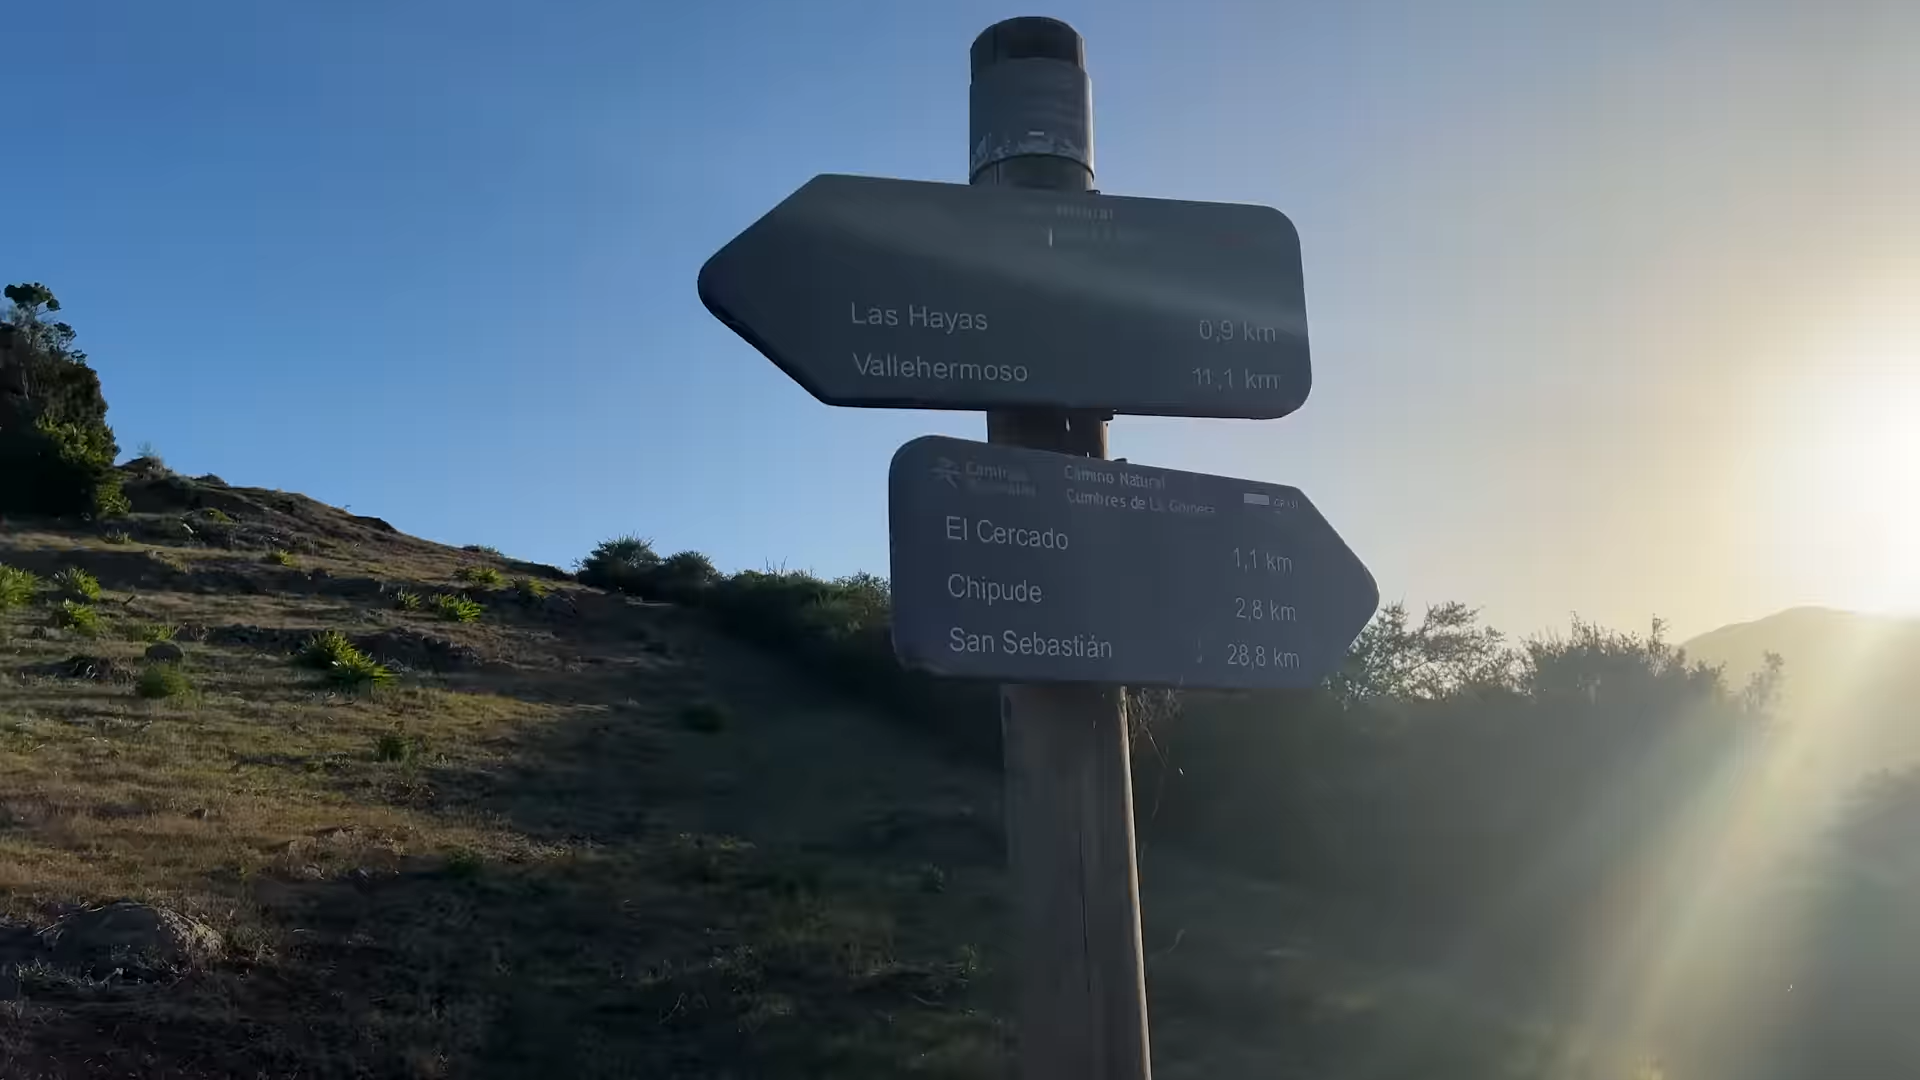 Natural
Las Hayas 0,9 km
Vallehermoso 11,1 km
Camino Natural
Cumbres de La Gomera
El Cercado 1,1 km
Chipude 2,8 km
San Sebastián 28,8 km